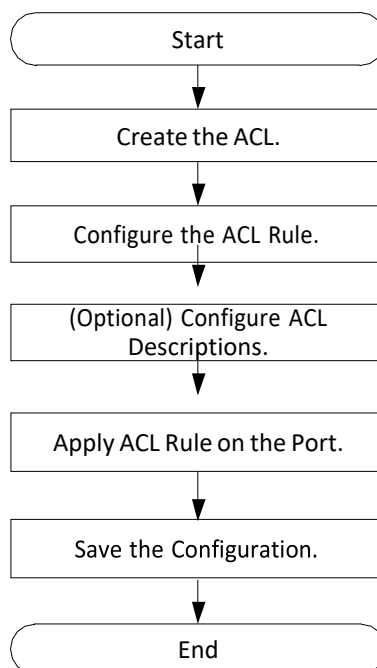 Start
Create the ACL.
Configure the ACL Rule.
(Optional) Configure ACL
Descriptions.
Apply ACL Rule on the Port.
Save the Configuration.
End